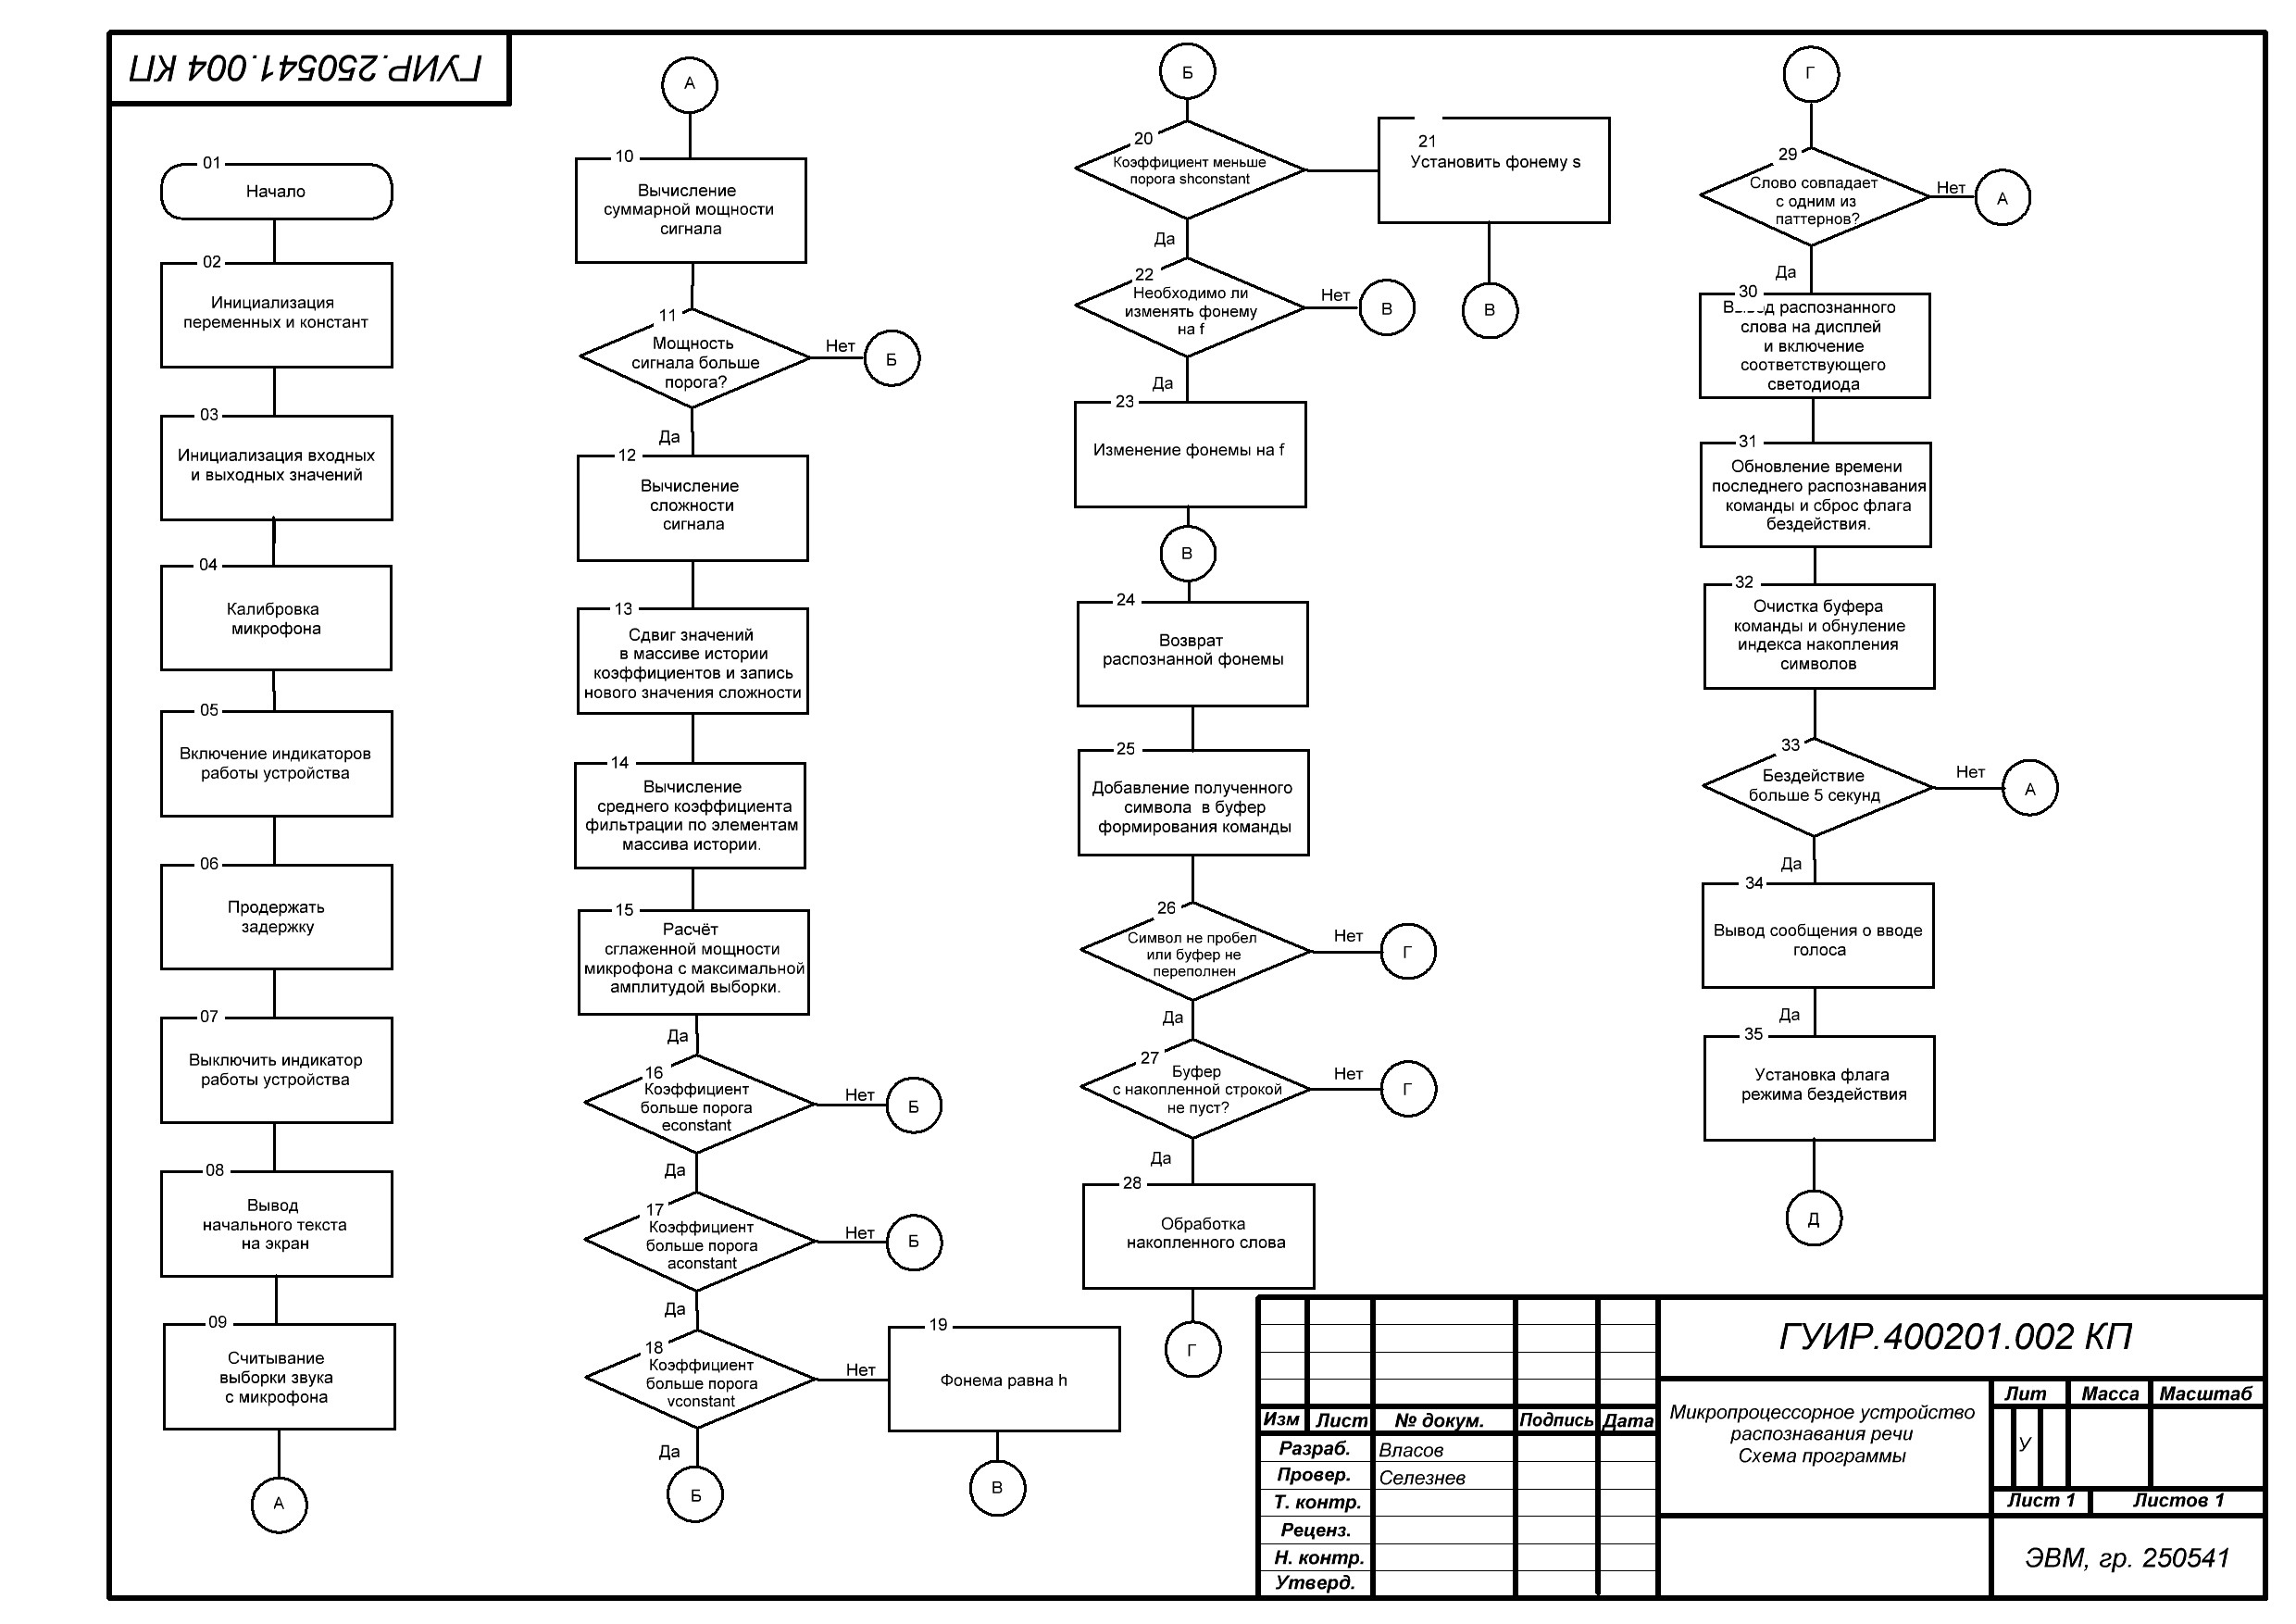 ГУИР.250541.004 КП
01
Начало
02
Инициализация
переменных и констант
03
Инициализация входных
и выходных значений
04
Калибровка
микрофона
05
Включение индикаторов
работы устройства
06
Продержать
задержку
07
Выключить индикатор
работы устройства
08
Вывод
начального текста
на экран
09
Считывание
выборки звука
с микрофона
А
А
10
Вычисление
суммарной мощности
сигнала
11
Мощность
сигнала больше
порога?
Нет
Б
Да
12
Вычисление
сложности
сигнала
13
Сдвиг значений
в массиве истории
коэффициентов и запись
нового значения сложности
14
Вычисление
среднего коэффициента
фильтрации по элементам
массива истории.
15
Расчёт
сглаженной мощности
микрофона с максимальной
амплитудой выборки.
Да
16
Коэффициент
больше порога
econstant
Нет
Б
Да
17
Коэффициент
больше порога
aconstant
Нет
Б
Да
18
Коэффициент
больше порога
vconstant
Нет
19
Фонема равна h
В
Да
Б
Б
20
Коэффициент меньше
порога shconstant
21
Установить фонему s
В
Да
22
Необходимо ли
изменять фонему
на f
Нет
В
Да
23
Изменение фонемы на f
В
24
Возврат
распознанной фонемы
25
Добавление полученного
символа в буфер
формирования команды
26
Символ не пробел
или буфер не
переполнен
Нет
Г
Да
27
Буфер
с накопленной строкой
не пуст?
Нет
Г
Да
28
Обработка
накопленного слова
Г
Г
29
Слово совпадает
с одним из
паттернов?
Нет
А
Да
30
Вывод распознанного
слова на дисплей
и включение
соответствующего
светодиода
31
Обновление времени
последнего распознавания
команды и сброс флага
бездействия.
32
Очистка буфера
команды и обнуление
индекса накопления
символов
33
Бездействие
больше 5 секунд
Нет
А
Да
34
Вывод сообщения о вводе
голоса
Да
35
Установка флага
режима бездействия
Д
ГУИР.400201.002 КП
Изм Лист № докум. Подпись Дата
Разраб. Власов
Провер. Селезнев
Т. контр.
Реценз.
Н. контр.
Утверд.
Микропроцессорное устройство
распознавания речи
Схема программы
Лит Масса Масштаб
У
Лист 1 Листов 1
ЭВМ, гр. 250541